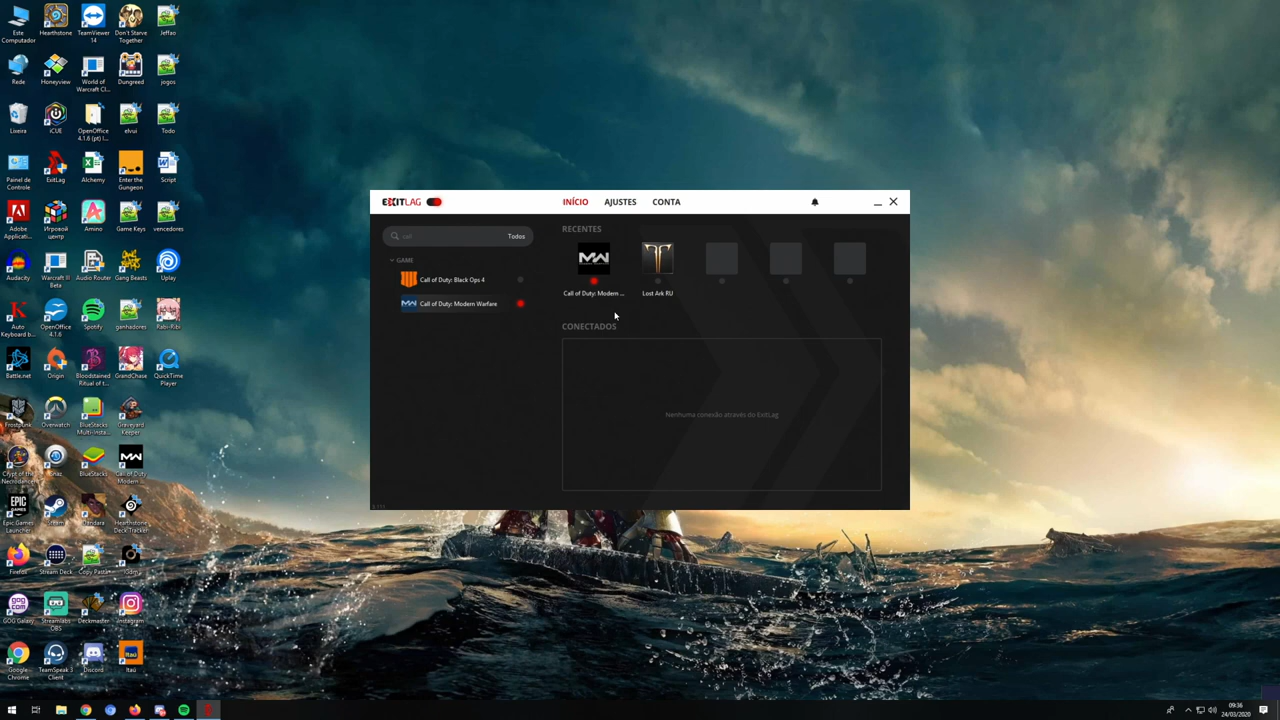 Este
Computador
Hearthstone
TeamViewer
14
Don't Starve
Together
Jeffao
Rede
Honeyview
World of
Warcraft Cl...
Dungreed
jogos
Lixeira
iCUE
OpenOffice
4.1.6 (pt) I...
elvui
Todo
Painel de
Controle
ExitLag
Alchemy
Enter the
Gungeon
Script
Adobe
Applicati...
Игровой
центр
Amino
Game Keys
vencedores
Audacity
Warcraft III
Beta
Audio Router
Gang Beasts
Uplay
Auto
Keyboard b...
OpenOffice
4.1.6
Spotify
ganhadores
Rabi-Ribi
Battle.net
Origin
Bloodstained
Ritual of t...
GrandChase
QuickTime
Player
Frostpunk
Overwatch
BlueStacks
Multi-Insta...
Graveyard
Keeper
Crypt of the
Necrodancer
BlueStacks
Call of Duty
Modern ...
Epic Games
Launcher
Steam
Dandara
Hearthstone
Deck Tracker
Firefox
Stream Deck
Copy Pasta
GOG Galaxy
Streamlabs
OBS
Deckmaster
Instagram
Google
Chrome
TeamSpeak 3
Client
Discord
Itaú
EXITLAG
INÍCIO
AJUSTES
CONTA
call
Todos
GAME
Call of Duty: Black Ops 4
Call of Duty: Modern Warfare
RECENTES
Call of Duty: Modern ...
Lost Ark RU
CONECTADOS
Nenhuma conexão através do ExitLag
09:36
24/03/2020